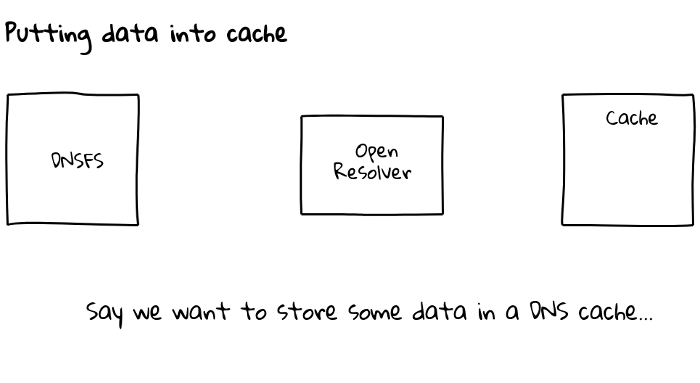 Putting data into cache
DNSFS
Open
Resolver
Cache
Say we want to store some data in a DNS cache...